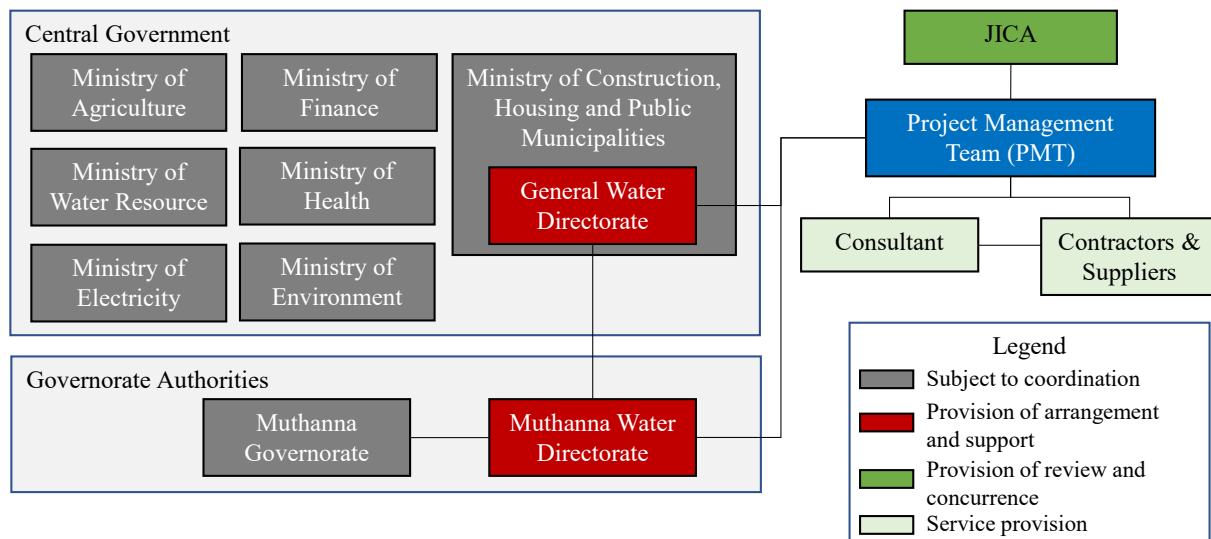 Central Government
Ministry of
Agriculture
Ministry of
Finance
Ministry of Construction,
Housing and Public
Municipalities
Ministry of
Water Resource
Ministry of
Health
General Water
Directorate
Ministry of
Electricity
Ministry of
Environment
Governorate Authorities
Muthanna
Governorate
Muthanna Water
Directorate
JICA
Project Management
Team (PMT)
Consultant
Contractors &
Suppliers
Legend
Subject to coordination
Provision of arrangement
and support
Provision of review and
concurrence
Service provision